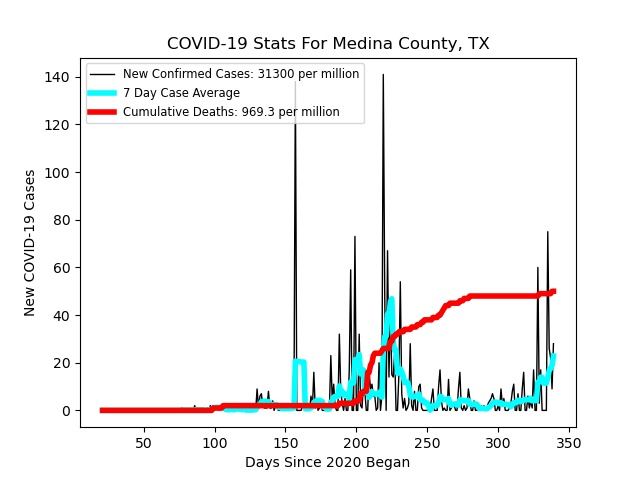 COVID-19 Stats For Medina County, TX
New Confirmed Cases: 31300 per million
7 Day Case Average
Cumulative Deaths: 969.3 per million
New COVID-19 Cases
140
120
100
80
60
40
20
0
50
100
150
200
250
300
350
Days Since 2020 Began